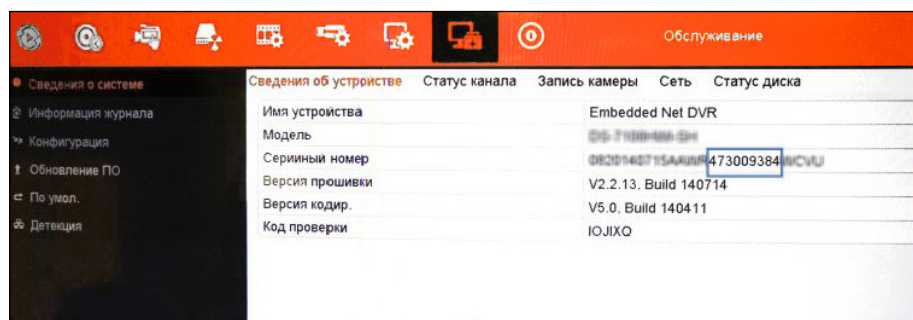 Обслуживание
Сведения о системе
Информация журнала
Конфигурация
Обновление ПО
По умол.
Детекция
Сведения об устройстве Статус канала Запись камеры Сеть Статус диска
Имя устройства Embedded Net DVR
Модель
Серииный номер 473009384
Версия прошивки V2.2.13, Build 140714
Версия кодир. V5.0, Build 140411
Код проверки IOJIXQ